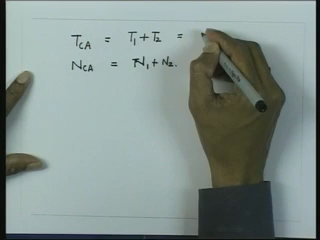 T_CA = T_1 + T_2 =
N_CA = N_1 + N_2.